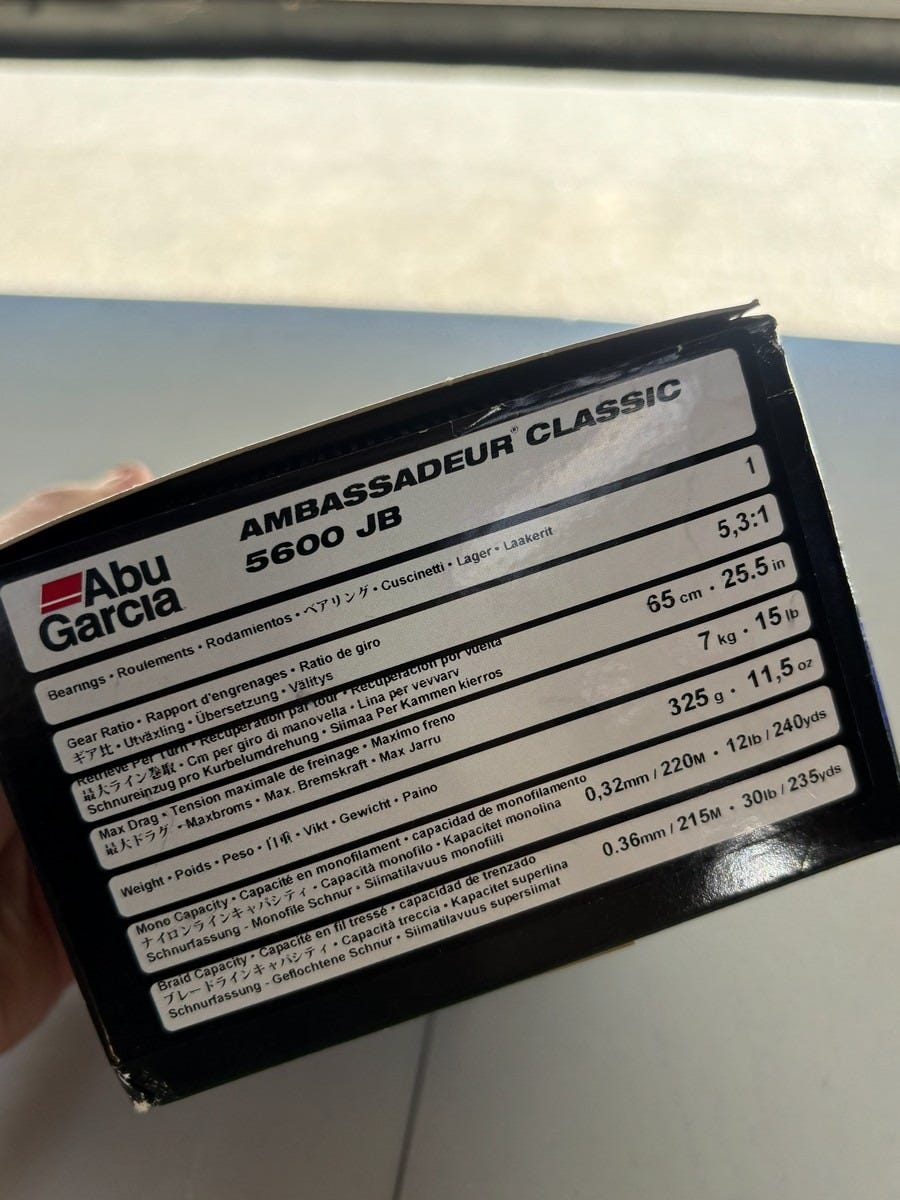 Abu
Garcia
AMBASSADEUR® CLASSIC
5600 JB
Bearings • Roulements • Rodamientos • ベアリング • Cuscinetti • Lager • Laakerit
1
Gear Ratio • Rapport d'engrenages • Ratio de giro
ギア比 • Utväxling • Übersetzung • Välitys
5,3:1
Retrieve Per Turn • Récupération par tour • Recuperación por vuelta
最大ライン巻取 • Cm per giro di manovella • Lina per vevvarv
Schnureinzug pro Kurbelumdrehung • Siimaa Per Kammen kierros
65 cm • 25.5 in
Max Drag • Tension maximale de freinage • Maximo freno
最大ドラグ • Maxbroms • Max. Bremskraft • Max Jarru
7 kg • 15 lb
Weight • Poids • Peso • 自重 • Vikt • Gewicht • Paino
325 g • 11,5 oz
Mono Capacity • Capacité en monofilament • capacidad de monofilamento
ナイロンラインキャパシティ • Capacità monofilo • Kapacitet monolina
Schnurfassung - Monofile Schnur • Siimatilavuus monofiili
0,32mm / 220M • 12lb / 240yds
Braid Capacity • Capacité en fil tressé • capacidad de trenzado
ブレードラインキャパシティ • Capacità treccia • Kapacitet superlina
Schnurfassung - Geflochtene Schnur • Siimatilavuus supersiimat
0.36mm / 215M • 30lb / 235yds